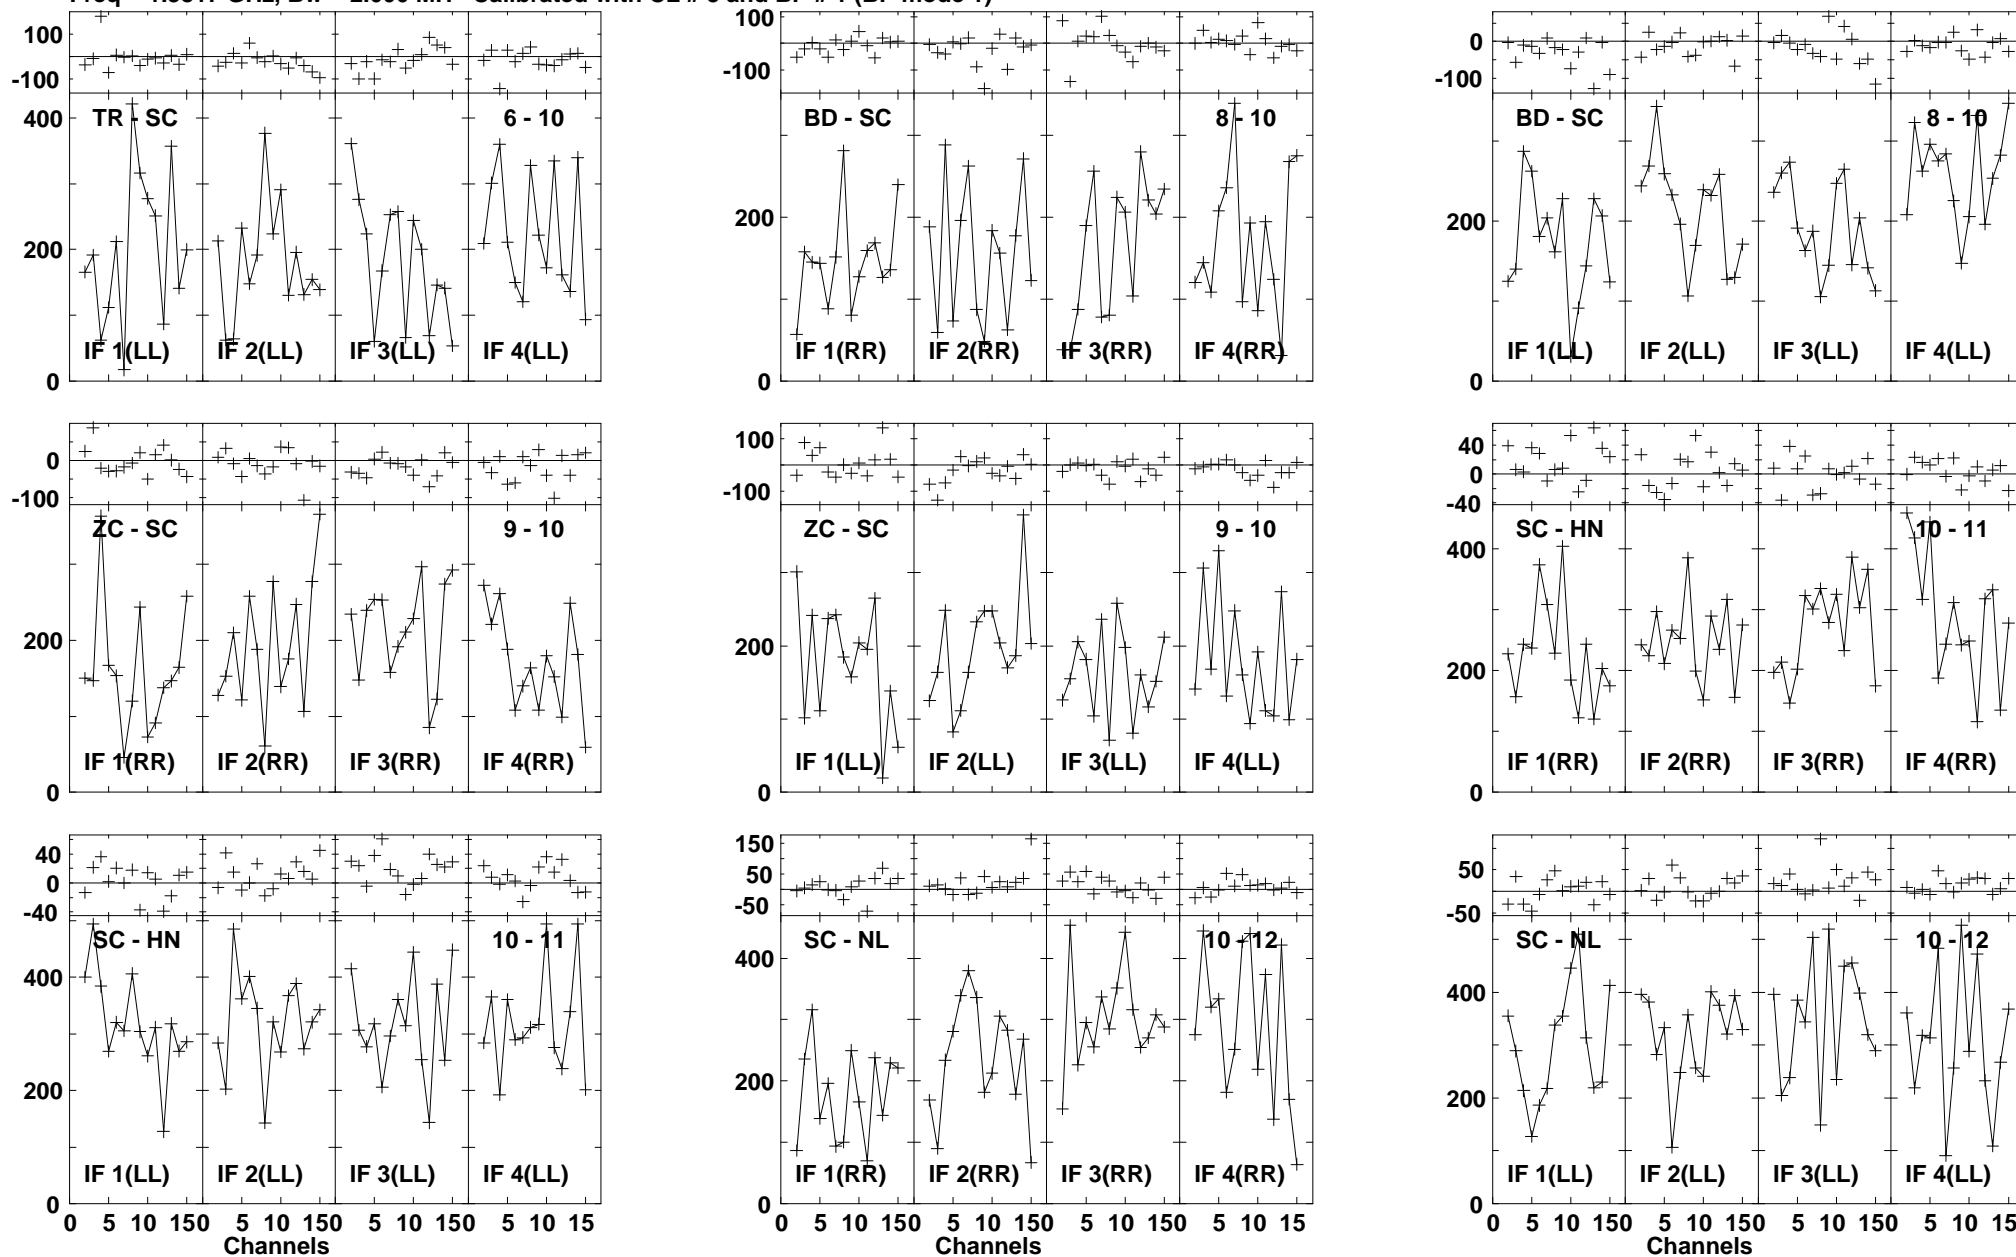 100
-100
TR - SC
6 - 10
400
200
0
IF 1(LL)
IF 2(LL)
IF 3(LL)
IF 4(LL)
100
-100
BD - SC
8 - 10
200
0
IF 1(RR)
IF 2(RR)
IF 3(RR)
IF 4(RR)
0
-100
BD - SC
8 - 10
200
0
IF 1(LL)
IF 2(LL)
IF 3(LL)
IF 4(LL)
0
-100
ZC - SC
9 - 10
200
0
IF 1(RR)
IF 2(RR)
IF 3(RR)
IF 4(RR)
100
-100
ZC - SC
9 - 10
200
0
IF 1(LL)
IF 2(LL)
IF 3(LL)
IF 4(LL)
40
0
-40
SC - HN
10 - 11
400
200
0
IF 1(RR)
IF 2(RR)
IF 3(RR)
IF 4(RR)
40
0
-40
SC - HN
10 - 11
400
200
0
IF 1(LL)
IF 2(LL)
IF 3(LL)
IF 4(LL)
0 5 10 150 5 10 150 5 10 150 5 10 15
Channels
150
50
-50
SC - NL
10 - 12
400
200
0
IF 1(RR)
IF 2(RR)
IF 3(RR)
IF 4(RR)
0 5 10 150 5 10 150 5 10 150 5 10 15
Channels
50
-50
SC - NL
10 - 12
400
200
0
IF 1(LL)
IF 2(LL)
IF 3(LL)
IF 4(LL)
0 5 10 150 5 10 150 5 10 150 5 10 15
Channels